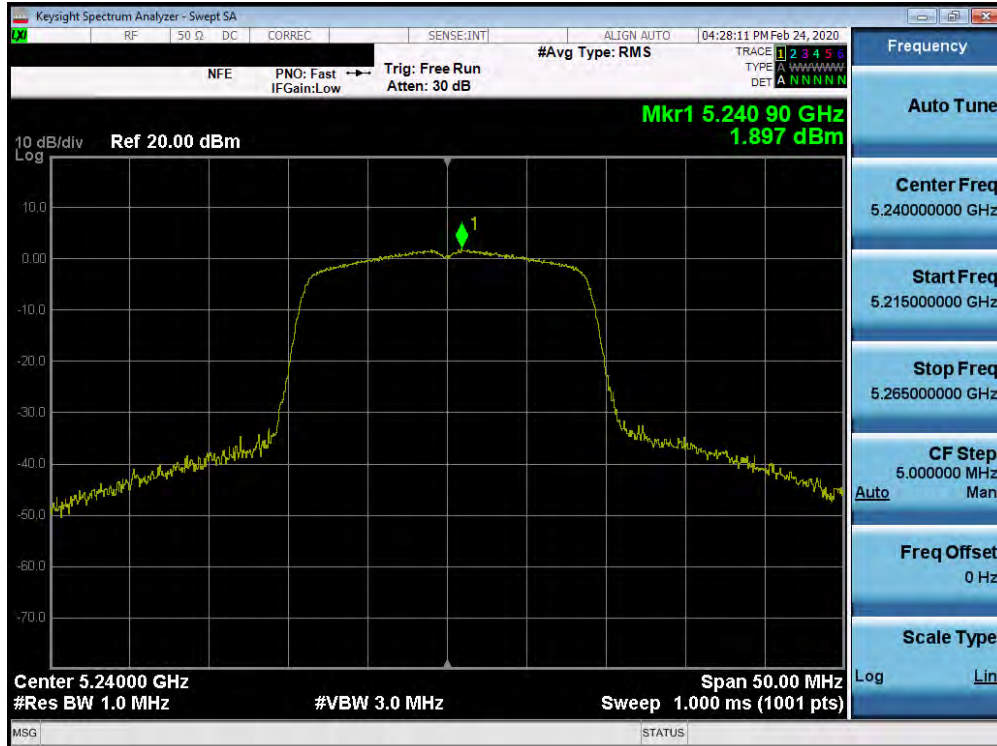 Keysight Spectrum Analyzer - Swept SA
LXI RF 50 Ω DC CORREC SENSE:INT ALIGN AUTO 04:28:11 PM Feb 24, 2020
NFE PNO: Fast IFGain:Low Trig: Free Run Atten: 30 dB #Avg Type: RMS
TRACE 1 2 3 4 5 6
TYPE A WWWWW
DET A N N N N N
Mkr1 5.240 90 GHz
1.897 dBm
10 dB/div Ref 20.00 dBm
Log
1
10.0
0.00
-10.0
-20.0
-30.0
-40.0
-50.0
-60.0
-70.0
Center 5.24000 GHz Span 50.00 MHz
#Res BW 1.0 MHz #VBW 3.0 MHz Sweep 1.000 ms (1001 pts)
MSG STATUS
Frequency
Auto Tune
Center Freq
5.240000000 GHz
Start Freq
5.215000000 GHz
Stop Freq
5.265000000 GHz
CF Step
5.000000 MHz
Auto Man
Freq Offset
0 Hz
Scale Type
Log Lin